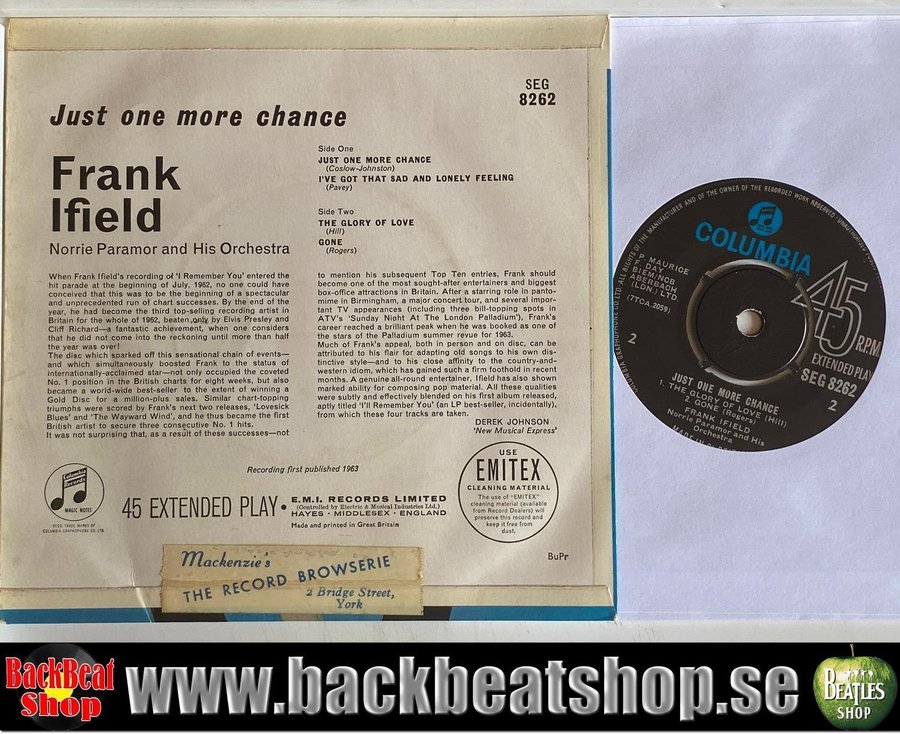 SEG
8262
Just one more chance
Frank
Ifield
Norrie Paramor and His Orchestra
Side One
JUST ONE MORE CHANCE
(Coslow-Johnston)
I'VE GOT THAT SAD AND LONELY FEELING
(Pavey)
Side Two
THE GLORY OF LOVE
(Hill)
GONE
(Rogers)
When Frank Ifield's recording of 'I Remember You' entered the
hit parade at the beginning of July, 1962, no one could have
conceived that this was to be the beginning of a spectacular
and unprecedented run of chart successes. By the end of the
year, he had become the third top-selling recording artist in
Britain for the whole of 1962, beaten only by Elvis Presley and
Cliff Richard—a fantastic achievement, when one considers
that he did not come into the reckoning until more than half
the year was over!
The disc which sparked off this sensational chain of events—
and which simultaneously boosted Frank to the status of
internationally-acclaimed star—not only occupied the coveted
No. 1 position in the British charts for eight weeks, but also
became a world-wide best-seller to the extent of winning a
Gold Disc for a million-plus sales. Similar chart-topping
triumphs were scored by Frank's next two releases, 'Lovesick
Blues' and 'The Wayward Wind', and he thus became the first
British artist to secure three consecutive No. 1 hits.
It was not surprising that, as a result of these successes—not
to mention his subsequent Top Ten entries, Frank should
become one of the most sought-after entertainers and biggest
box-office attractions in Britain. After a starring role in panto-
mime in Birmingham, a major concert tour, and several impor-
tant TV appearances (including three bill-topping spots in
ATV's 'Sunday Night At The London Palladium'), Frank's
career reached a brilliant peak when he was booked as one of
the stars of the Palladium summer revue for 1963.
Much of Frank's appeal, both in person and on disc, can be
attributed to his flair for adapting old songs to his own dis-
tinctive style—and to his close affinity to the country-and-
western idiom, which has gained such a firm foothold in recent
months. A genuine all-round entertainer, Ifield has also shown
marked ability for composing pop material. All these qualities
were subtly and effectively blended on his first album released,
aptly titled 'I'll Remember You' (an LP best-seller, incidentally),
from which these four tracks are taken.
DEREK JOHNSON
'New Musical Express'
Recording first published 1963
Columbia
Records
MAGIC NOTES
REGD. TRADE MARKS OF
COLUMBIA GRAPHOPHONE CO. LTD.
45 EXTENDED PLAY •
E.M.I. RECORDS LIMITED
(Controlled by Electric & Musical Industries Ltd.)
HAYES • MIDDLESEX • ENGLAND
Made and printed in Great Britain
USE
EMITEX
CLEANING MATERIAL
The use of "EMITEX"
cleaning material (available
from Record Dealers) will
preserve this record and
keep it free from
dust.
BuPr
Mackenzie's
THE RECORD BROWSERIE
2 Bridge Street,
York
COLUMBIA
P. MAURICE
F. DAY
BIEM/NCB
ABERBACH
(LDN.) LTD.
(7TCA.2059)
2
45
RPM
EXTENDED PLAY
SEG 8262
2
JUST ONE MORE CHANCE
1. THE GLORY OF LOVE (Hill)
2. GONE (Rogers)
FRANK IFIELD
Norrie Paramor and His
Orchestra
BackBeat
Shop
www.backbeatshop.se
BEATLES
SHOP